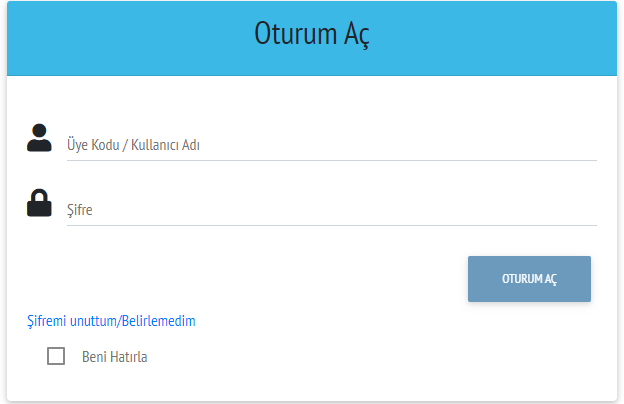 Oturum Aç
Üye Kodu / Kullanıcı Adı
Şifre
OTURUM AÇ
Şifremi unuttum/Belirlemedim
Beni Hatırla